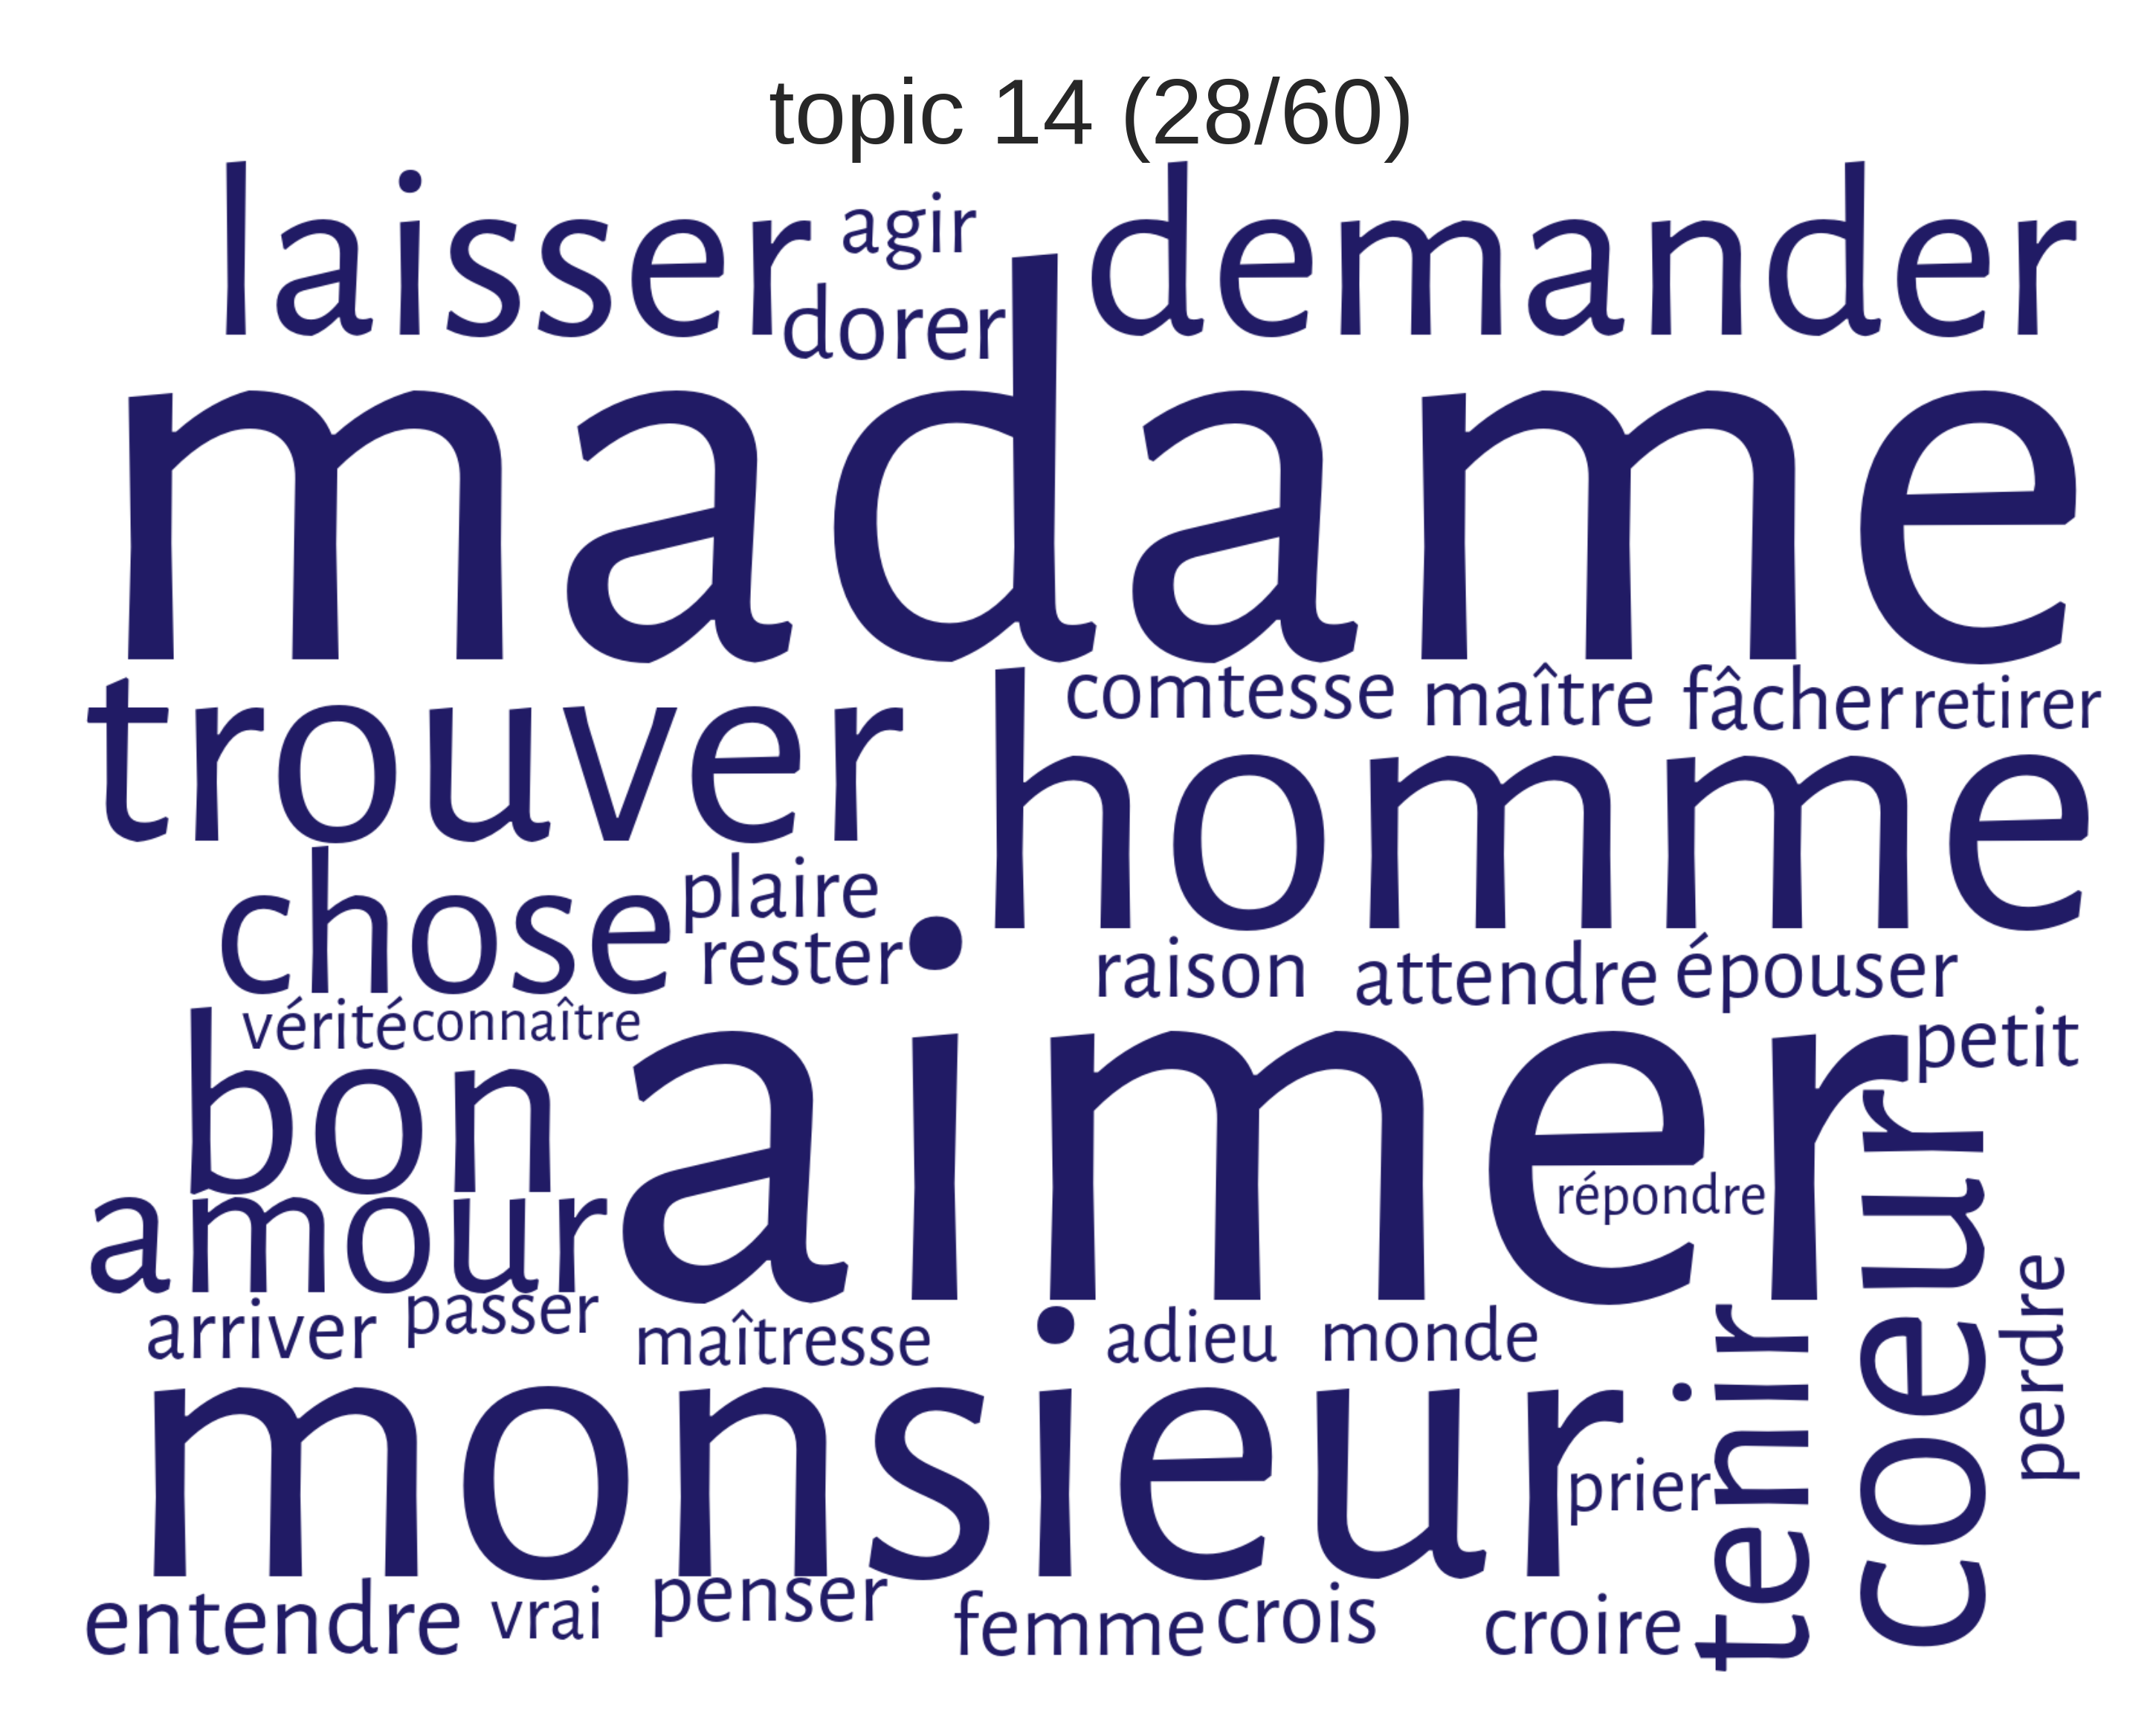 topic 14 (28/60)
laisser agir demander
dorer
madame
comtesse maître fâcher retirer
trouver homme
chose plaire
rester
raison attendre épouser
vérité connaître petit
bon aimer
répondre
amour coeur
arriver passer perdre
maîtresse adieu monde
monsieur tenir
prier
entendre vrai penser femme crois croire